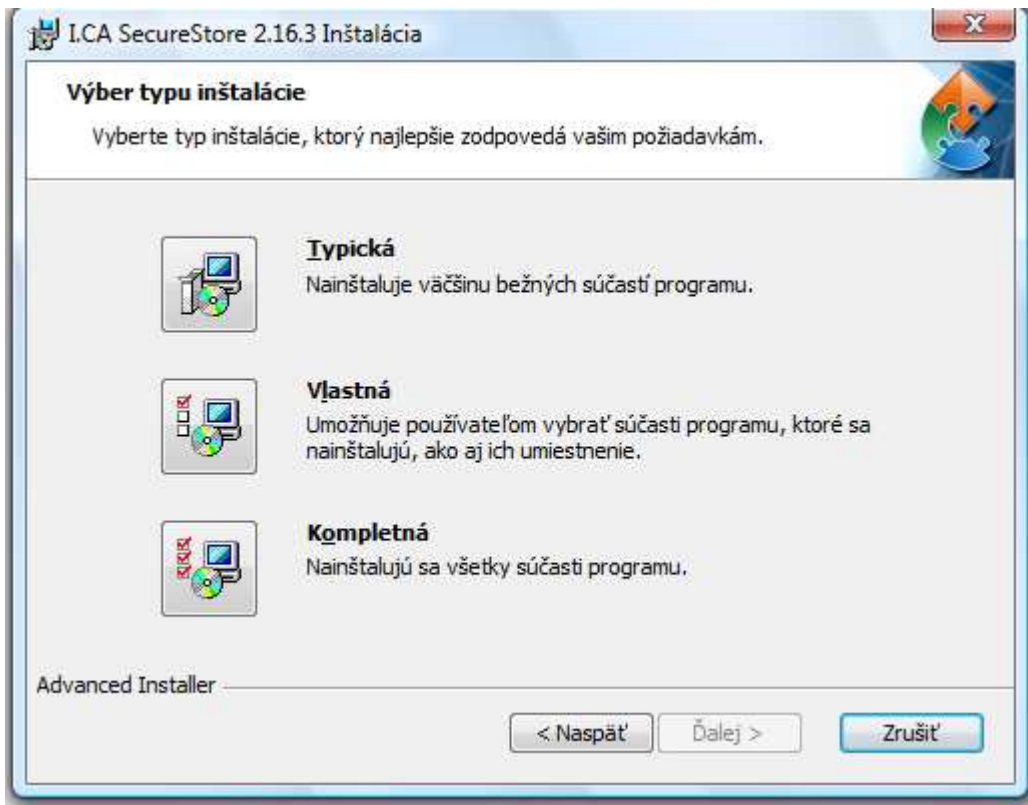 I.CA SecureStore 2.16.3 Inštalácia
Výber typu inštalácie
Vyberte typ inštalácie, ktorý najlepšie zodpovedá vašim požiadavkám.
Typická
Nainštaluje väčšinu bežných súčastí programu.
Vlastná
Umožňuje používateľom vybrať súčasti programu, ktoré sa
nainštalujú, ako aj ich umiestnenie.
Kompletná
Nainštalujú sa všetky súčasti programu.
Advanced Installer
< Naspäť
Ďalej >
Zrušiť